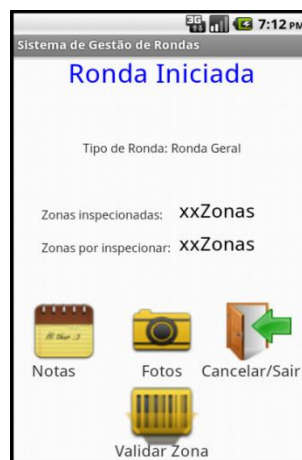 3G 7:12 PM
Sistema de Gestão de Rondas
Ronda Iniciada
Tipo de Ronda: Ronda Geral
Zonas inspecionadas: xxZonas
Zonas por inspecionar: xxZonas
Notas Fotos Cancelar/Sair
Validar Zona